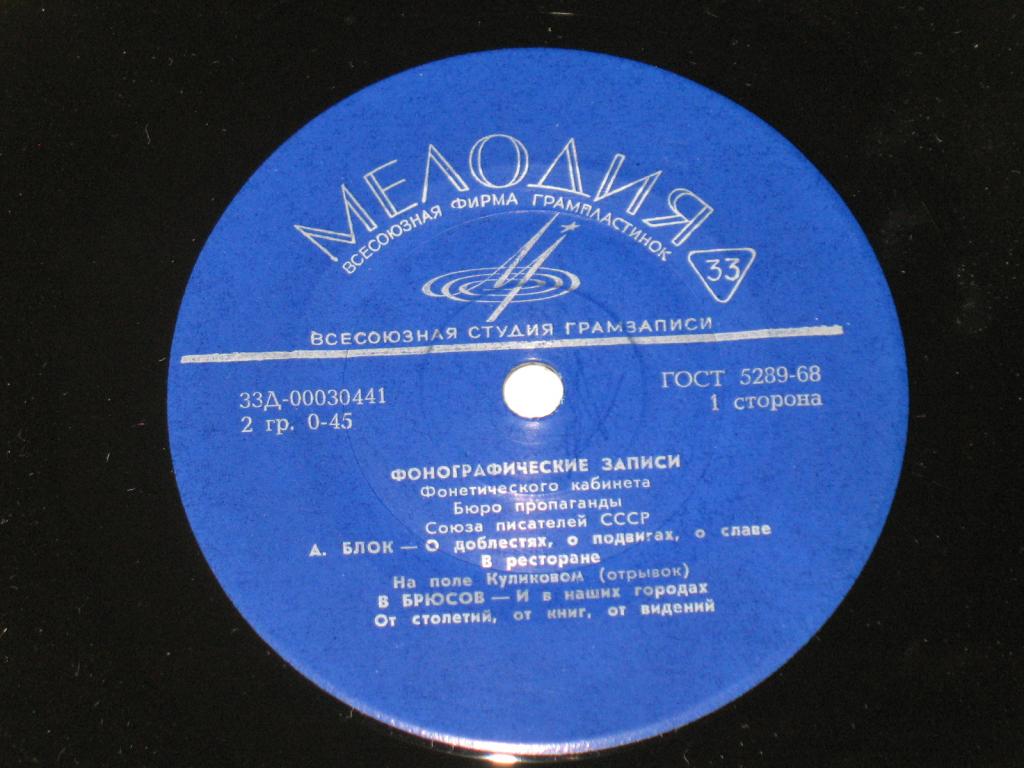 МЕЛОДИЯ
ВСЕСОЮЗНАЯ ФИРМА ГРАМПЛАСТИНОК
33
ВСЕСОЮЗНАЯ СТУДИЯ ГРАМЗАПИСИ
33Д-00030441
2 гр. 0-45
ГОСТ 5289-68
1 сторона
ФОНОГРАФИЧЕСКИЕ ЗАПИСИ
Фонетического кабинета
Бюро пропаганды
Союза писателей СССР
А. БЛОК — О доблестях, о подвигах, о славе
В ресторане
На поле Куликовом (отрывок)
В БРЮСОВ — И в наших городах
От столетий, от книг, от видений